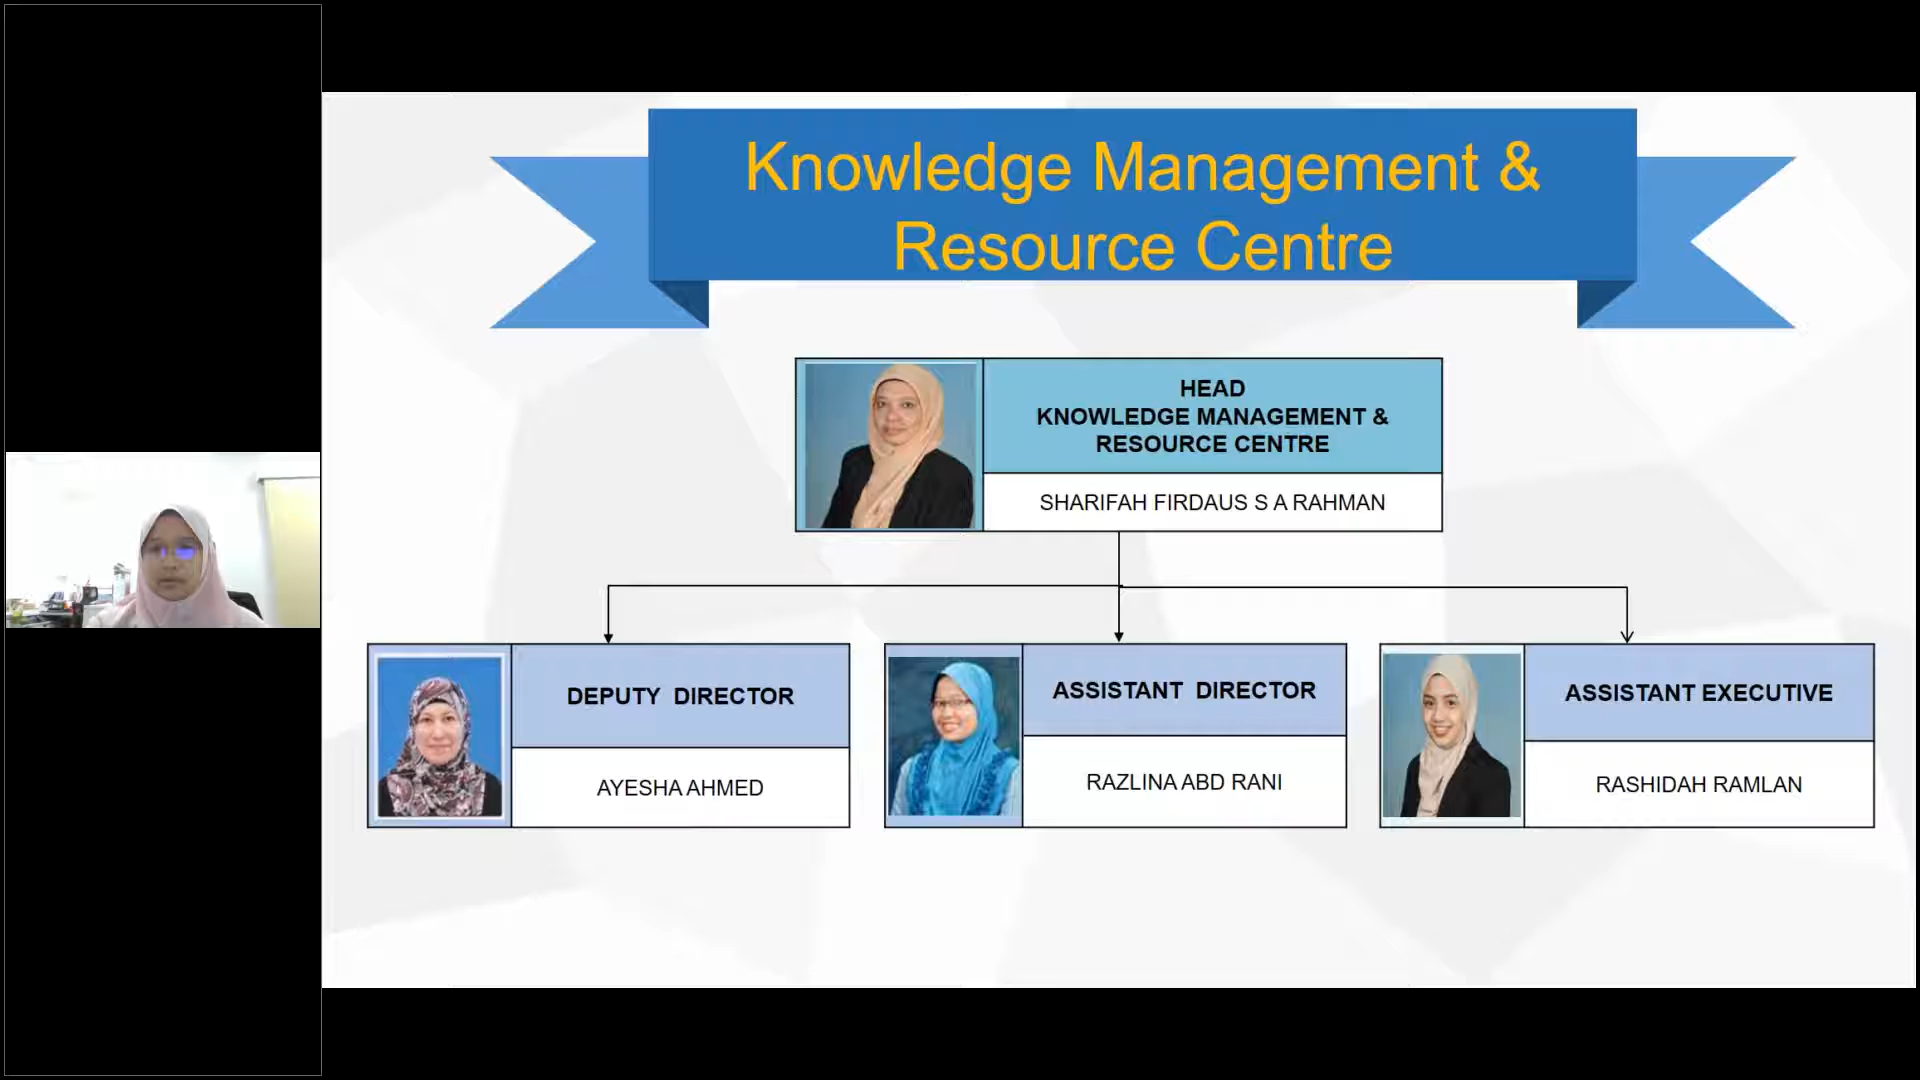 Knowledge Management &
Resource Centre
HEAD
KNOWLEDGE MANAGEMENT &
RESOURCE CENTRE
SHARIFAH FIRDAUS S A RAHMAN
DEPUTY DIRECTOR
AYESHA AHMED
ASSISTANT DIRECTOR
RAZLINA ABD RANI
ASSISTANT EXECUTIVE
RASHIDAH RAMLAN